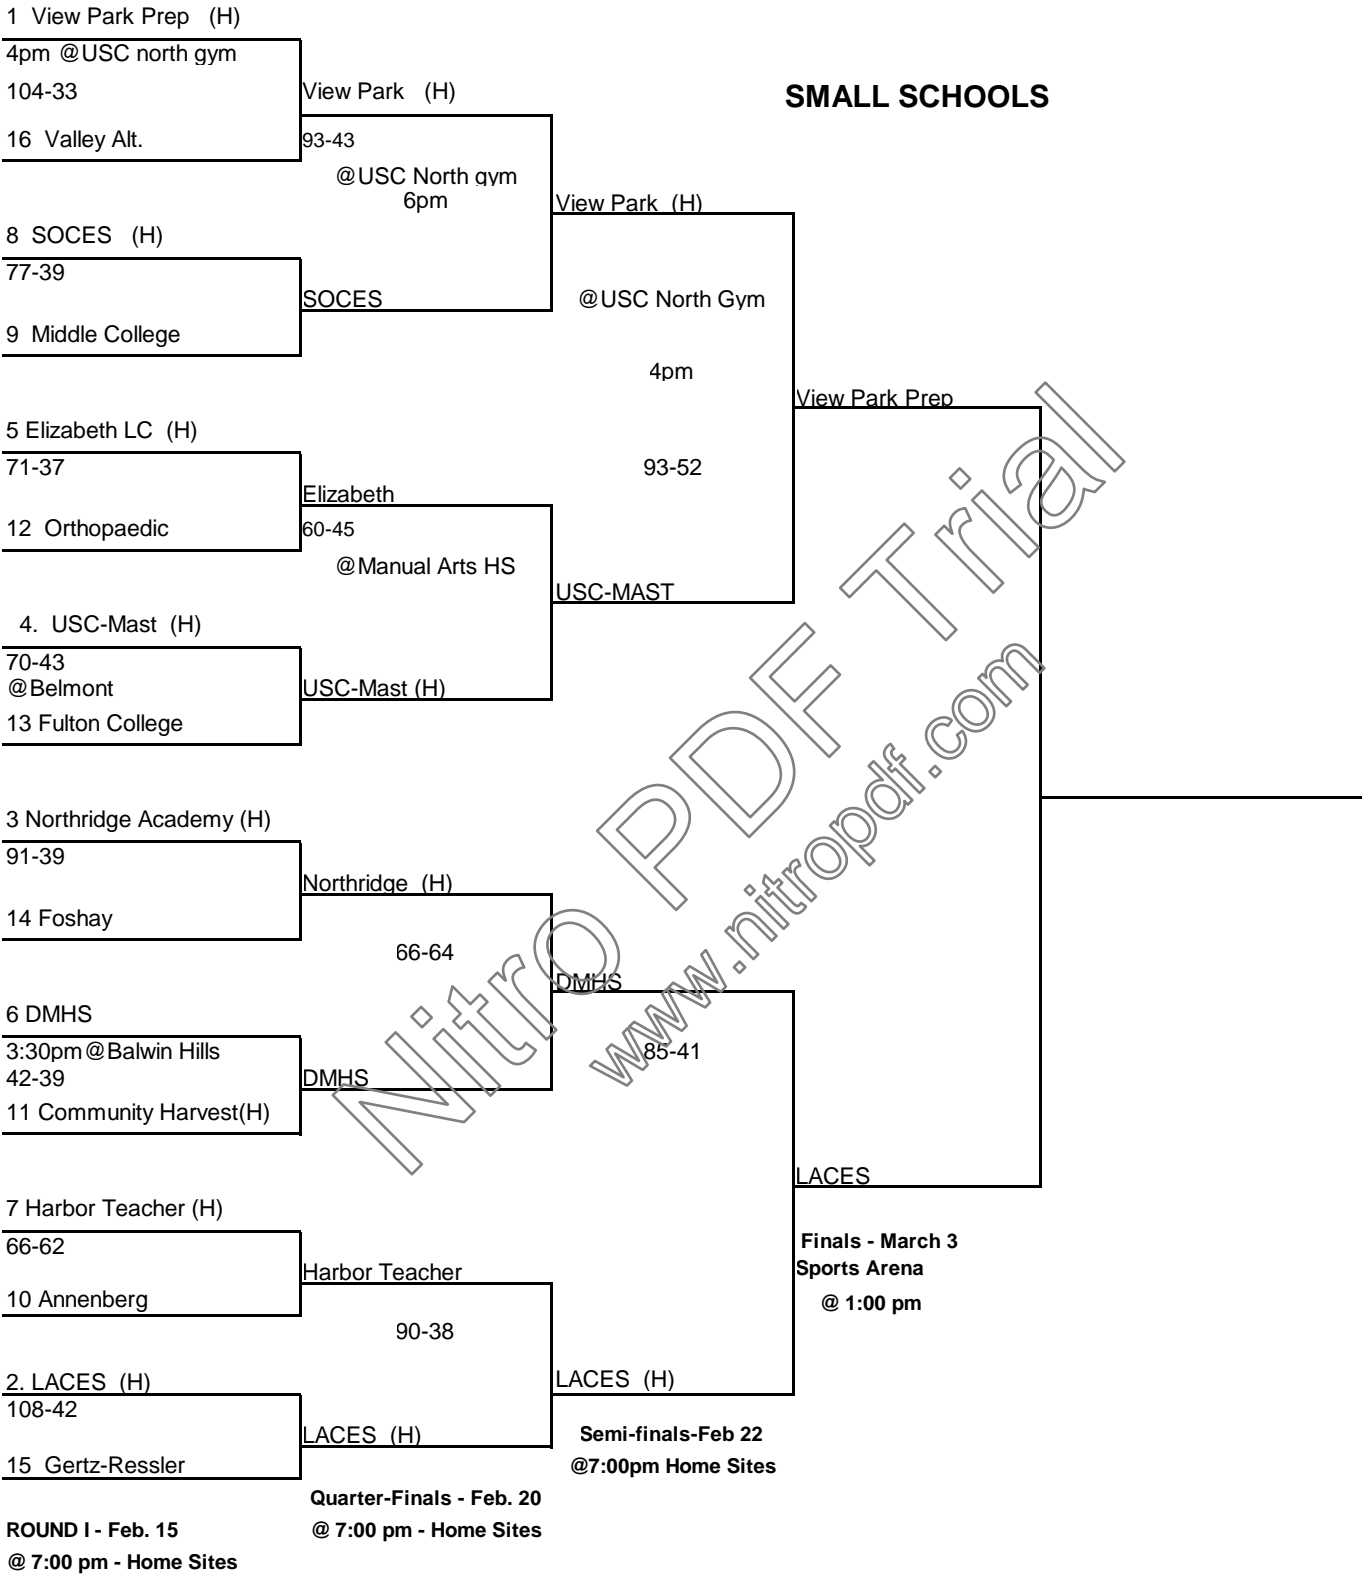 1 View Park Prep (H)
4pm @USC north gym
104-33
16 Valley Alt.
View Park (H)
93-43
@USC North gym
6pm
SMALL SCHOOLS
8 SOCES (H)
77-39
9 Middle College
SOCES
View Park (H)
@USC North Gym
4pm
93-52
5 Elizabeth LC (H)
71-37
12 Orthopaedic
Elizabeth
60-45
@Manual Arts HS
4. USC-Mast (H)
70-43
@Belmont
13 Fulton College
USC-Mast (H)
USC-MAST
View Park Prep
3 Northridge Academy (H)
91-39
14 Foshay
Northridge (H)
66-64
6 DMHS
3:30pm@Balwin Hills
42-39
11 Community Harvest(H)
DMHS
DMHS
85-41
7 Harbor Teacher (H)
66-62
10 Annenberg
Harbor Teacher
90-38
2. LACES (H)
108-42
15 Gertz-Ressler
LACES (H)
LACES (H)
LACES
Finals - March 3
Sports Arena
@ 1:00 pm
Semi-finals-Feb 22
@7:00pm Home Sites
Quarter-Finals - Feb. 20
@ 7:00 pm - Home Sites
ROUND I - Feb. 15
@ 7:00 pm - Home Sites
Nitro PDF Trial
www.nitropdf.com